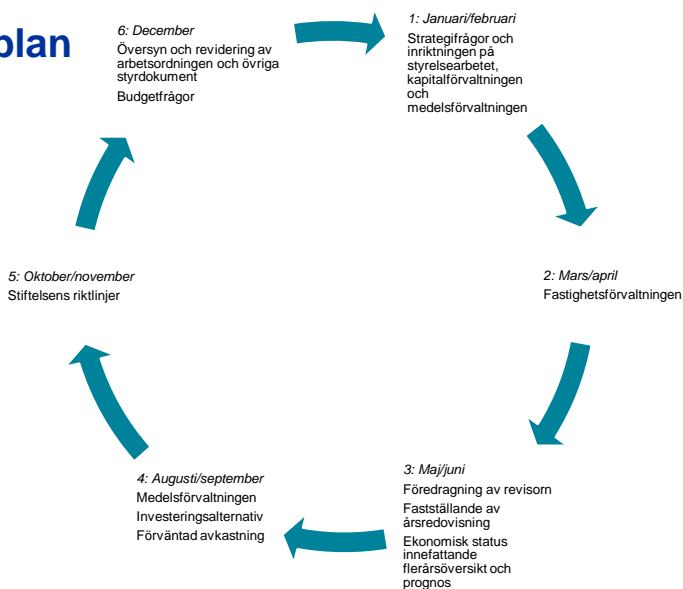 plan
1: Januari/februari
Strategifrågor och
inriktningen på
styrelsearbetet,
kapitalförvaltningen
och
medelsförvaltningen
2: Mars/april
Fastighetsförvaltningen
3: Maj/juni
Föredragning av revisorn
Fastställande av
årsredovisning
Ekonomisk status
innefattande
flerårsöversikt och
prognos
4: Augusti/september
Medelsförvaltningen
Investeringsalternativ
Förväntad avkastning
5: Oktober/november
Stiftelsens riktlinjer
6: December
Översyn och revidering av
arbetsordningen och övriga
styrdokument
Budgetfrågor